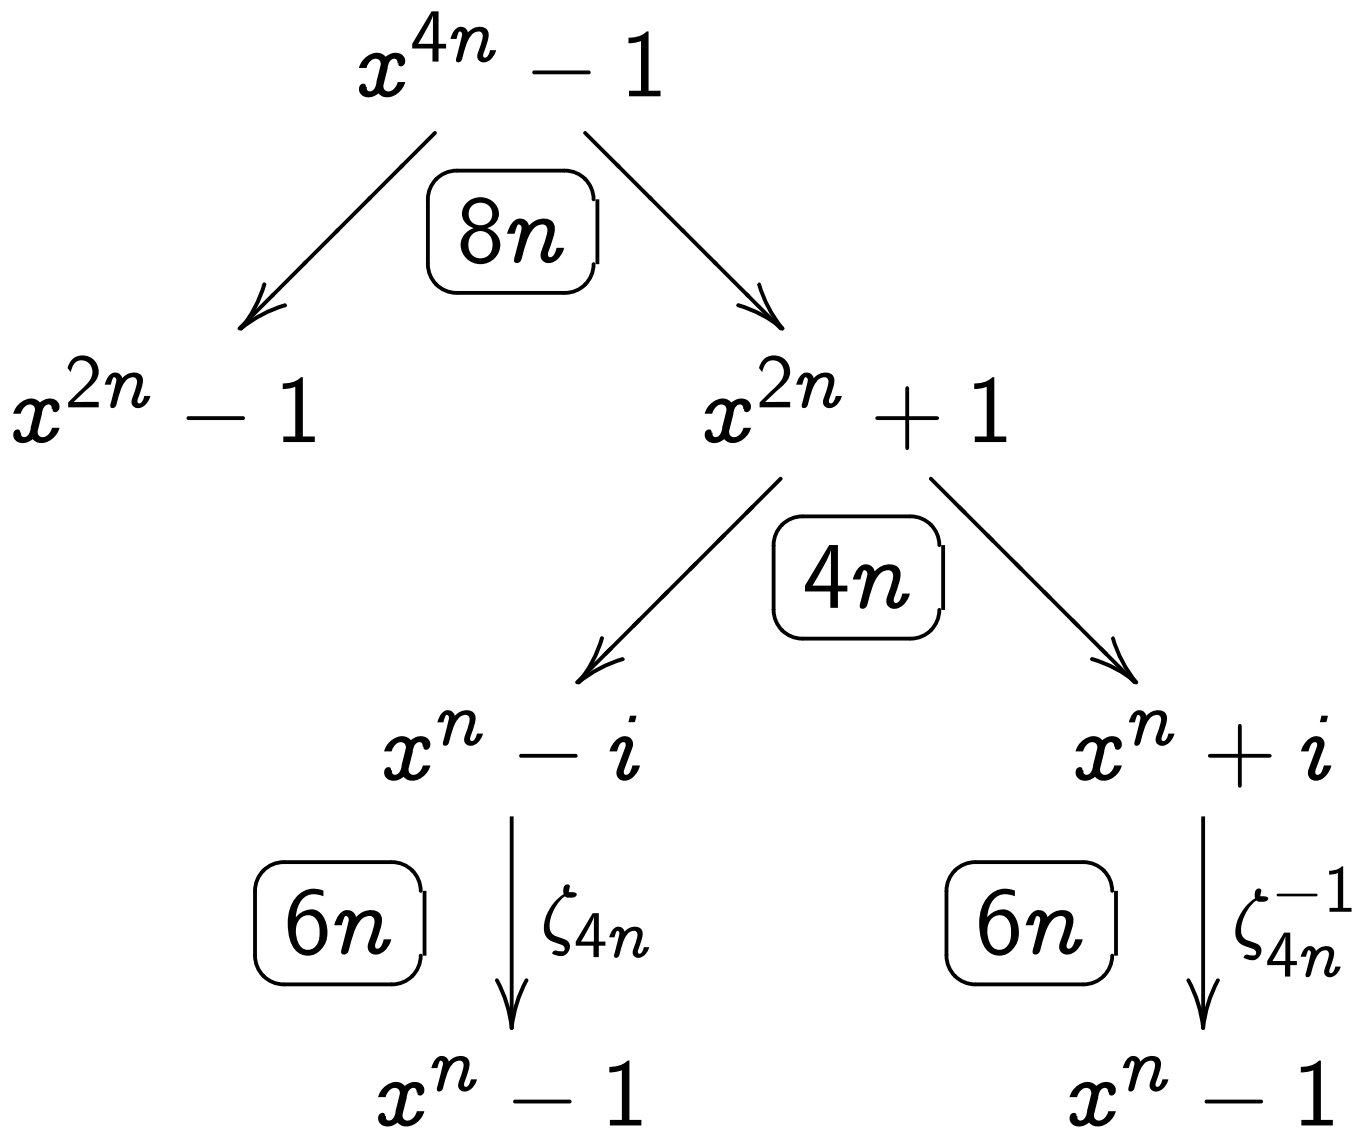 x^{4n} − 1
8n
x^{2n} − 1 x^{2n} + 1
4n
x^n − i x^n + i
6n ζ_{4n} 6n ζ_{4n}^{−1}
x^n − 1 x^n − 1